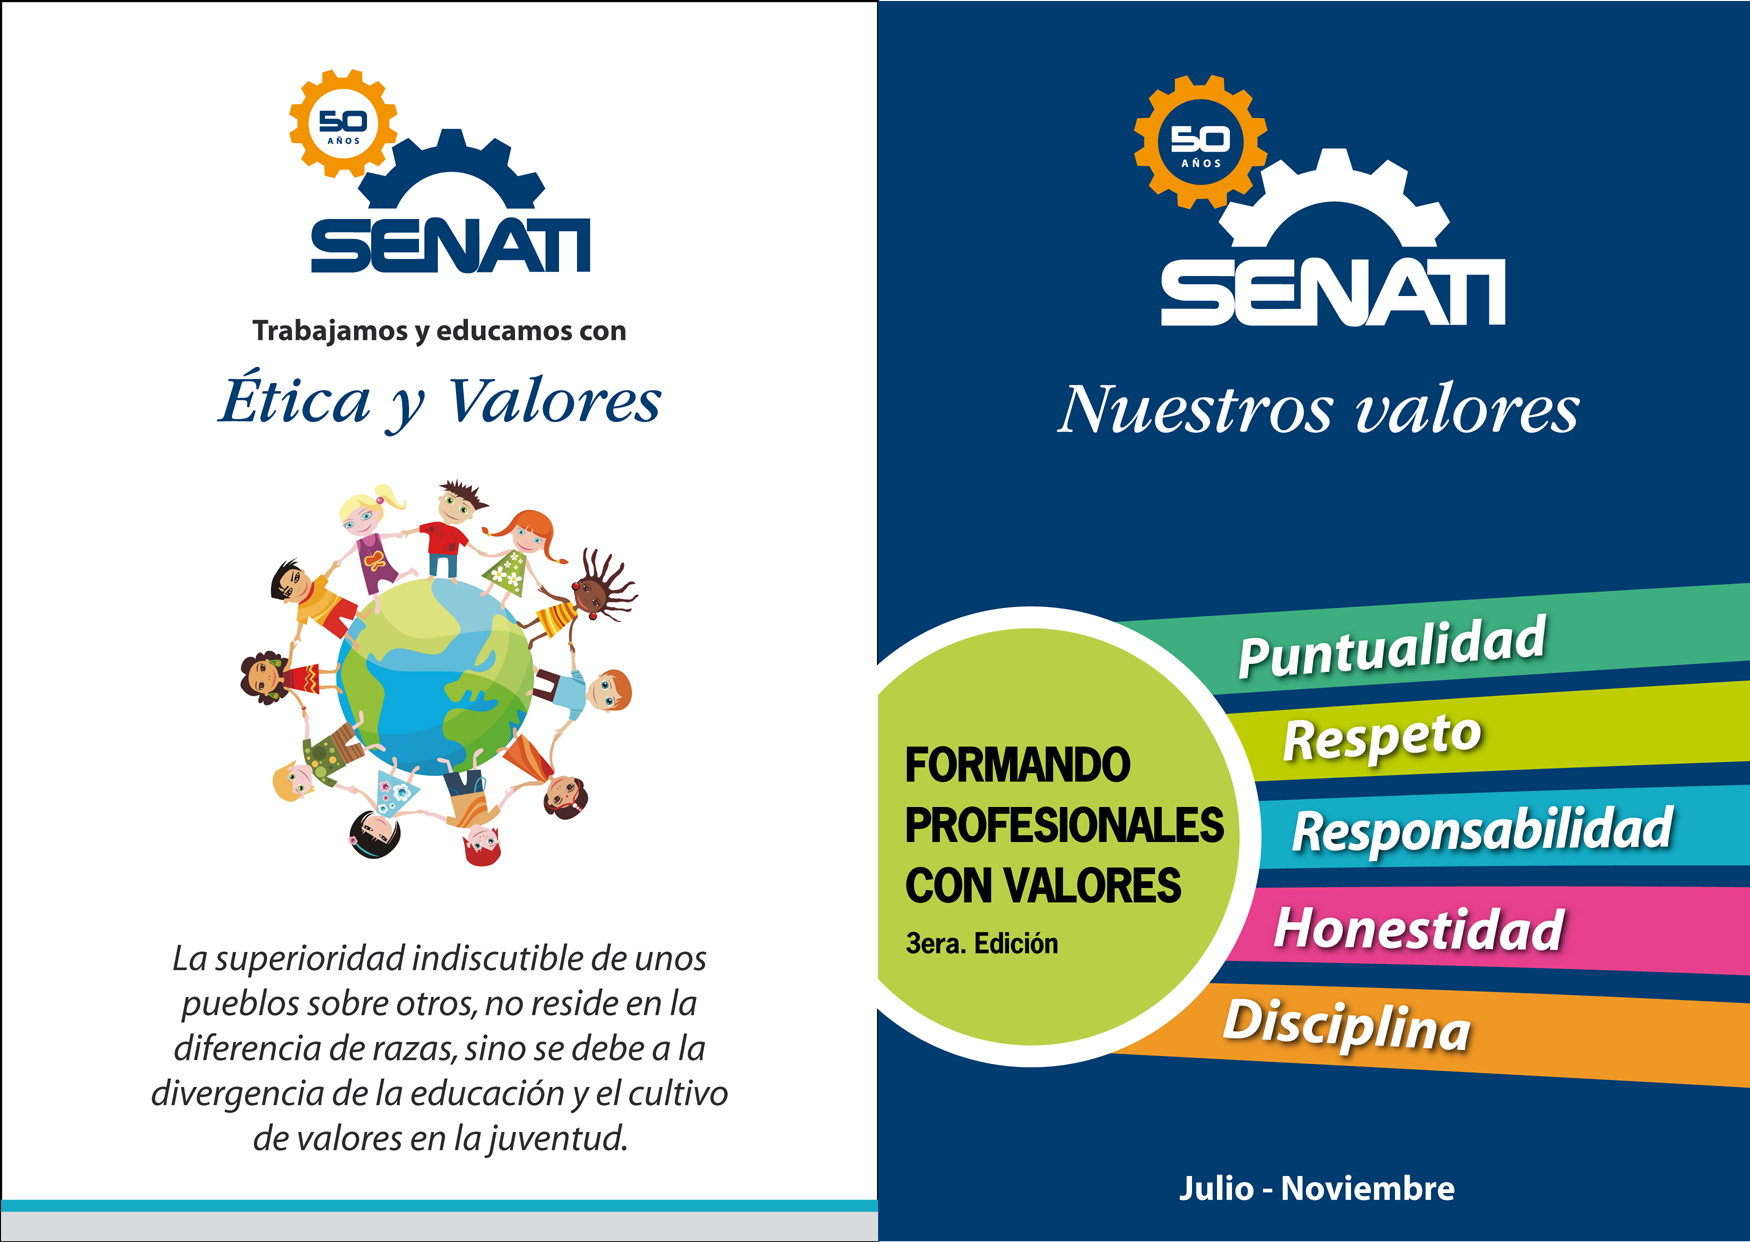 50
AÑOS
SENATI
Trabajamos y educamos con
Ética y Valores
La superioridad indiscutible de unos
pueblos sobre otros, no reside en la
diferencia de razas, sino se debe a la
divergencia de la educación y el cultivo
de valores en la juventud.
50
AÑOS
SENATI
Nuestros valores
Puntualidad
Respeto
Responsabilidad
Honestidad
Disciplina
FORMANDO
PROFESIONALES
CON VALORES
3era. Edición
Julio - Noviembre